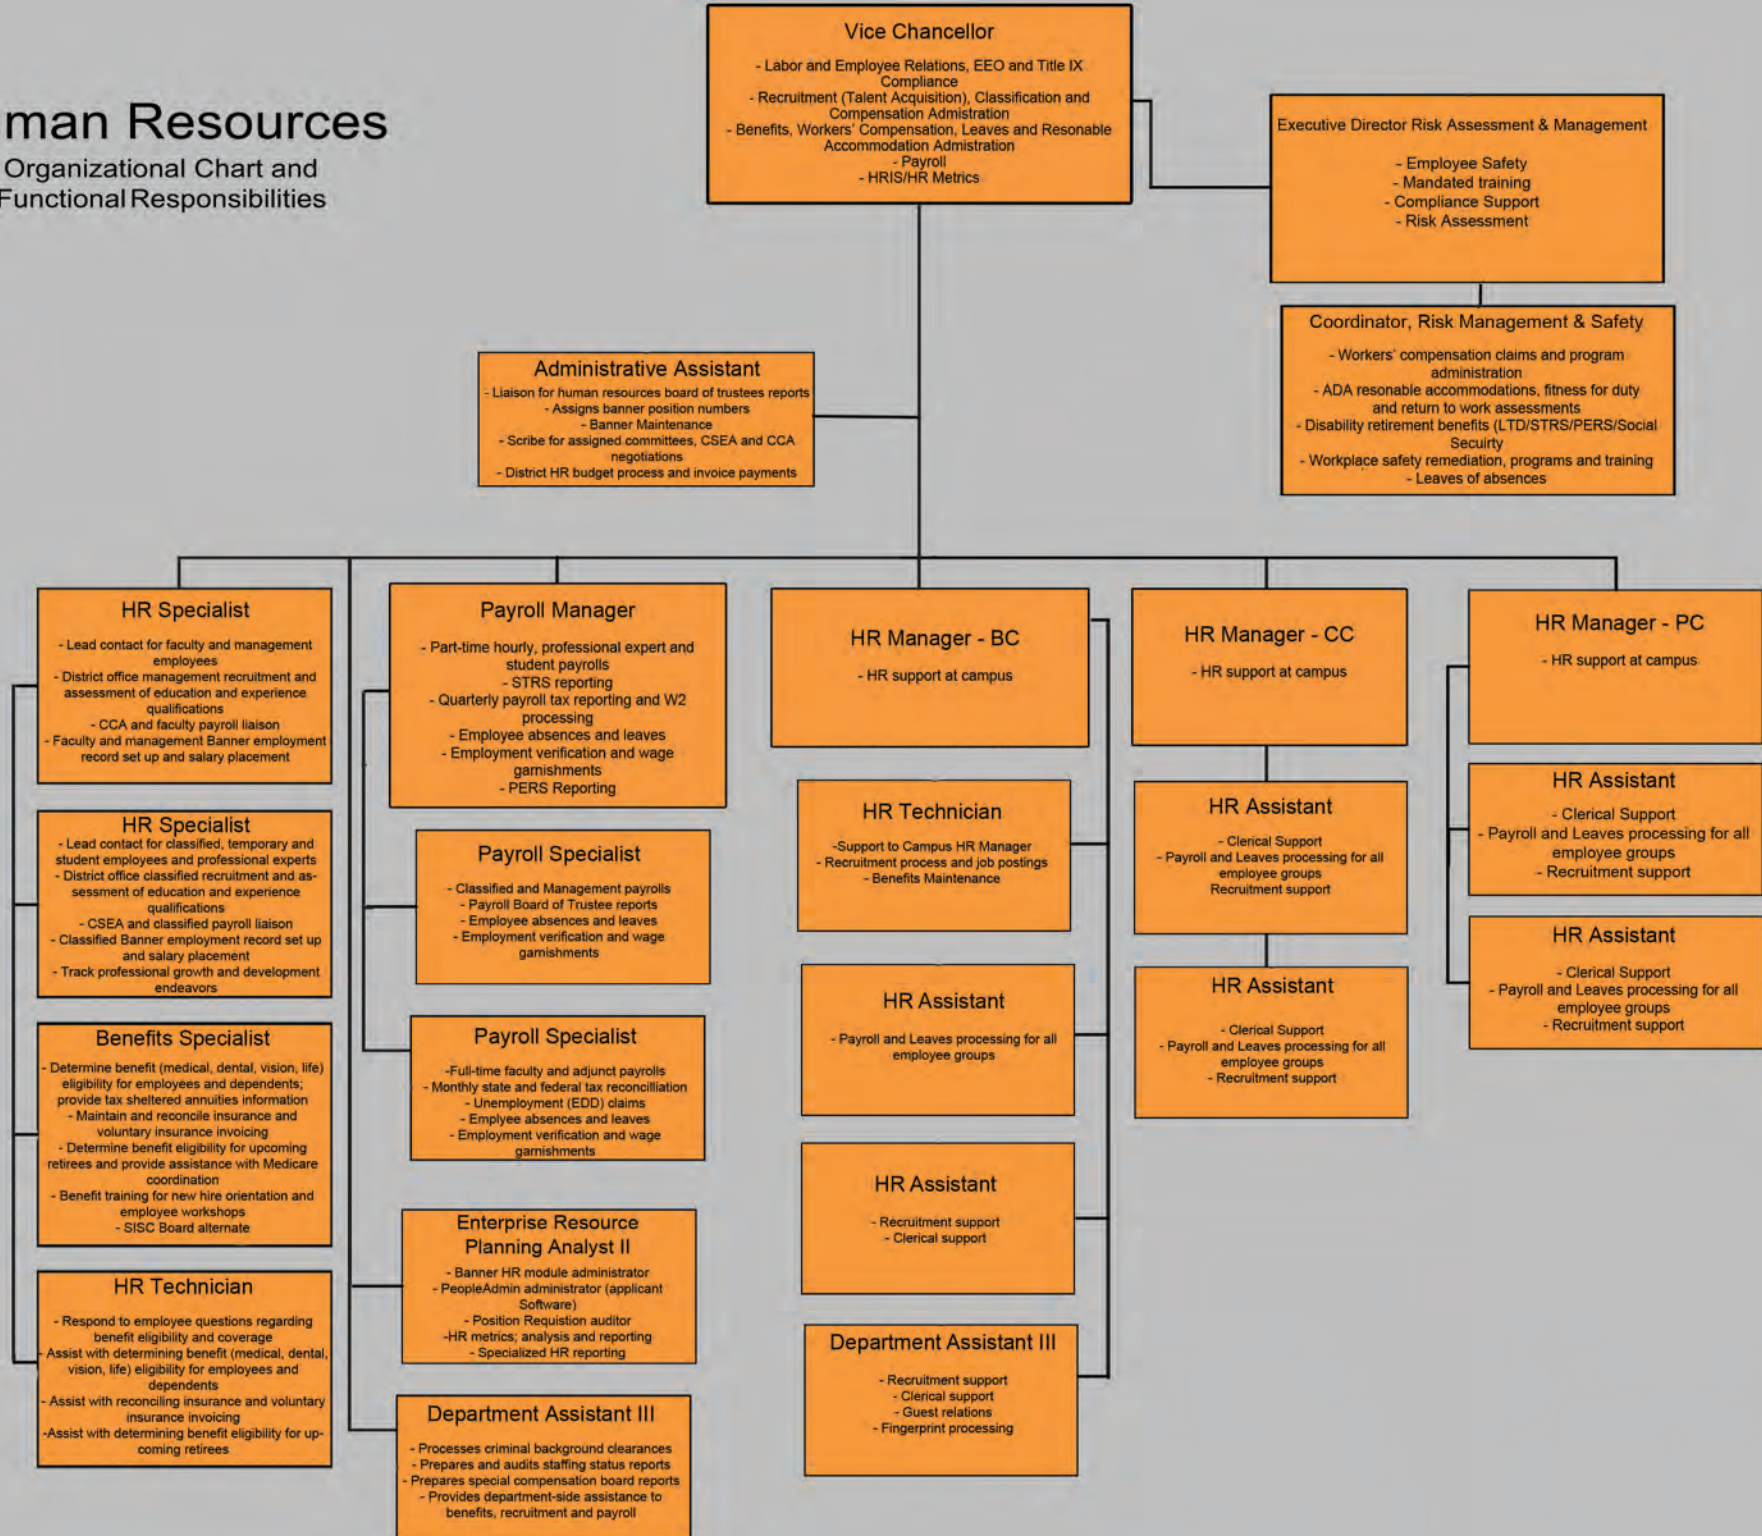 man Resources
Organizational Chart and
Functional Responsibilities
Vice Chancellor
- Labor and Employee Relations, EEO and Title IX
Compliance
- Recruitment (Talent Acquisition), Classification and
Compensation Admistration
- Benefits, Workers' Compensation, Leaves and Resonable
Accommodation Admistration
- Payroll
- HRIS/HR Metrics
Executive Director Risk Assessment & Management
- Employee Safety
- Mandated training
- Compliance Support
- Risk Assessment
Coordinator, Risk Management & Safety
- Workers' compensation claims and program
administration
- ADA resonable accommodations, fitness for duty
and return to work assessments
- Disability retirement benefits (LTD/STRS/PERS/Social
Secuirty
- Workplace safety remediation, programs and training
- Leaves of absences
Administrative Assistant
- Liaison for human resources board of trustees reports
- Assigns banner position numbers
- Banner Maintenance
- Scribe for assigned committees, CSEA and CCA
negotiations
- District HR budget process and invoice payments
HR Specialist
- Lead contact for faculty and management
employees
- District office management recruitment and
assessment of education and experience
qualifications
- CCA and faculty payroll liaison
- Faculty and management Banner employment
record set up and salary placement
HR Specialist
- Lead contact for classified, temporary and
student employees and professional experts
- District office classified recruitment and as-
sessment of education and experience
qualifications
- CSEA and classified payroll liaison
- Classified Banner employment record set up
and salary placement
- Track professional growth and development
endeavors
Benefits Specialist
- Determine benefit (medical, dental, vision, life)
eligibility for employees and dependents;
provide tax sheltered annuities information
- Maintain and reconcile insurance and
voluntary insurance invoicing
- Determine benefit eligibility for upcoming
retirees and provide assistance with Medicare
coordination
- Benefit training for new hire orientation and
employee workshops
- SISC Board alternate
HR Technician
- Respond to employee questions regarding
benefit eligibility and coverage
- Assist with determining benefit (medical, dental,
vision, life) eligibility for employees and
dependents
- Assist with reconciling insurance and voluntary
insurance invoicing
-Assist with determining benefit eligibility for up-
coming retirees
Payroll Manager
- Part-time hourly, professional expert and
student payrolls
- STRS reporting
- Quarterly payroll tax reporting and W2
processing
- Employee absences and leaves
- Employment verification and wage
garnishments
- PERS Reporting
Payroll Specialist
- Classified and Management payrolls
- Payroll Board of Trustee reports
- Employee absences and leaves
- Employment verification and wage
garnishments
Payroll Specialist
-Full-time faculty and adjunct payrolls
- Monthly state and federal tax reconcilliation
- Unemployment (EDD) claims
- Emplyee absences and leaves
- Employment verification and wage
garnishments
Enterprise Resource
Planning Analyst II
- Banner HR module administrator
- PeopleAdmin administrator (applicant
Software)
- Position Requistion auditor
-HR metrics; analysis and reporting
- Specialized HR reporting
Department Assistant III
- Processes criminal background clearances
- Prepares and audits staffing status reports
- Prepares special compensation board reports
- Provides department-side assistance to
benefits, recruitment and payroll
HR Manager - BC
- HR support at campus
HR Technician
-Support to Campus HR Manager
- Recruitment process and job postings
- Benefits Maintenance
HR Assistant
- Payroll and Leaves processing for all
employee groups
HR Assistant
- Recruitment support
- Clerical support
Department Assistant III
- Recruitment support
- Clerical support
- Guest relations
- Fingerprint processing
HR Manager - CC
- HR support at campus
HR Assistant
- Clerical Support
- Payroll and Leaves processing for all
employee groups
Recruitment support
HR Assistant
- Clerical Support
- Payroll and Leaves processing for all
employee groups
- Recruitment support
HR Manager - PC
- HR support at campus
HR Assistant
- Clerical Support
- Payroll and Leaves processing for all
employee groups
- Recruitment support
HR Assistant
- Clerical Support
- Payroll and Leaves processing for all
employee groups
- Recruitment support